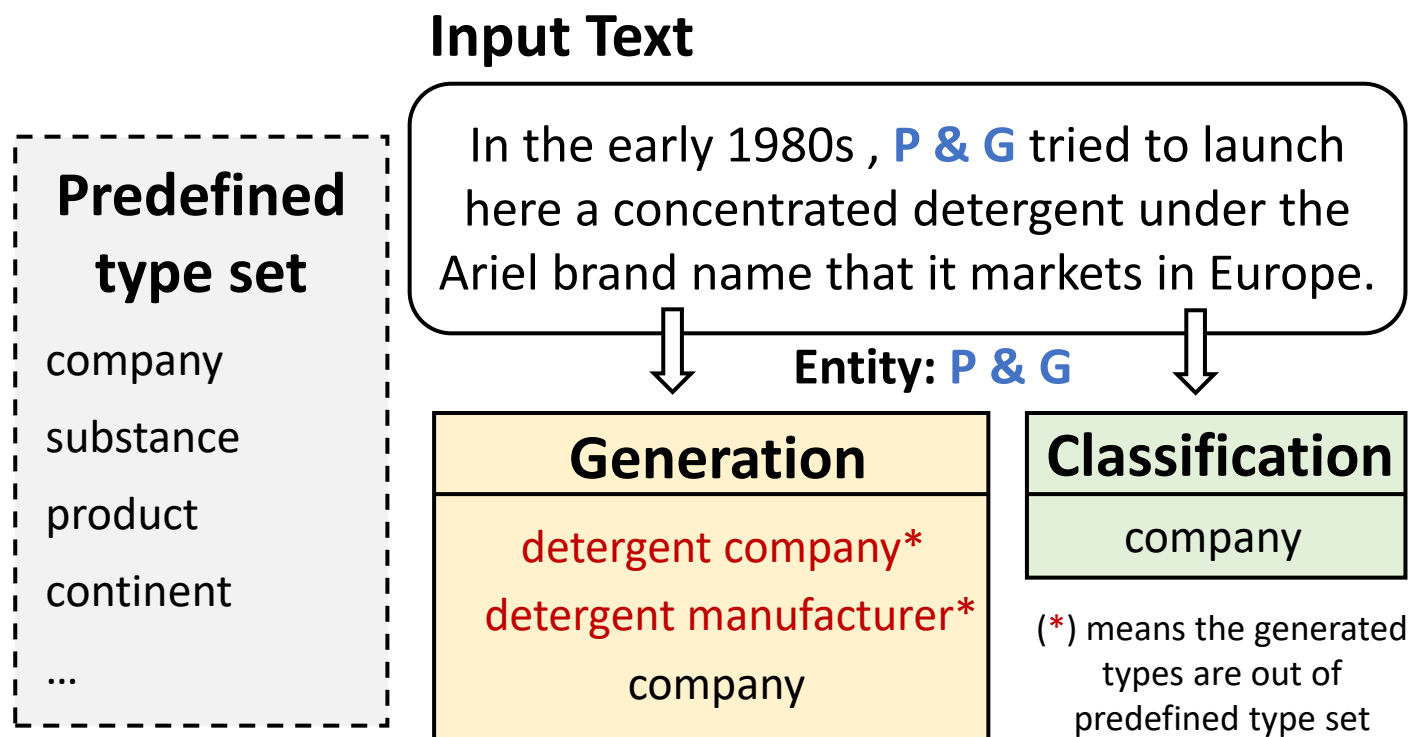 Input Text
In the early 1980s , P & G tried to launch
here a concentrated detergent under the
Ariel brand name that it markets in Europe.
Predefined
type set
company
substance
product
continent
...
Entity: P & G
Generation
detergent company*
detergent manufacturer*
company
Classification
company
(*) means the generated
types are out of
predefined type set